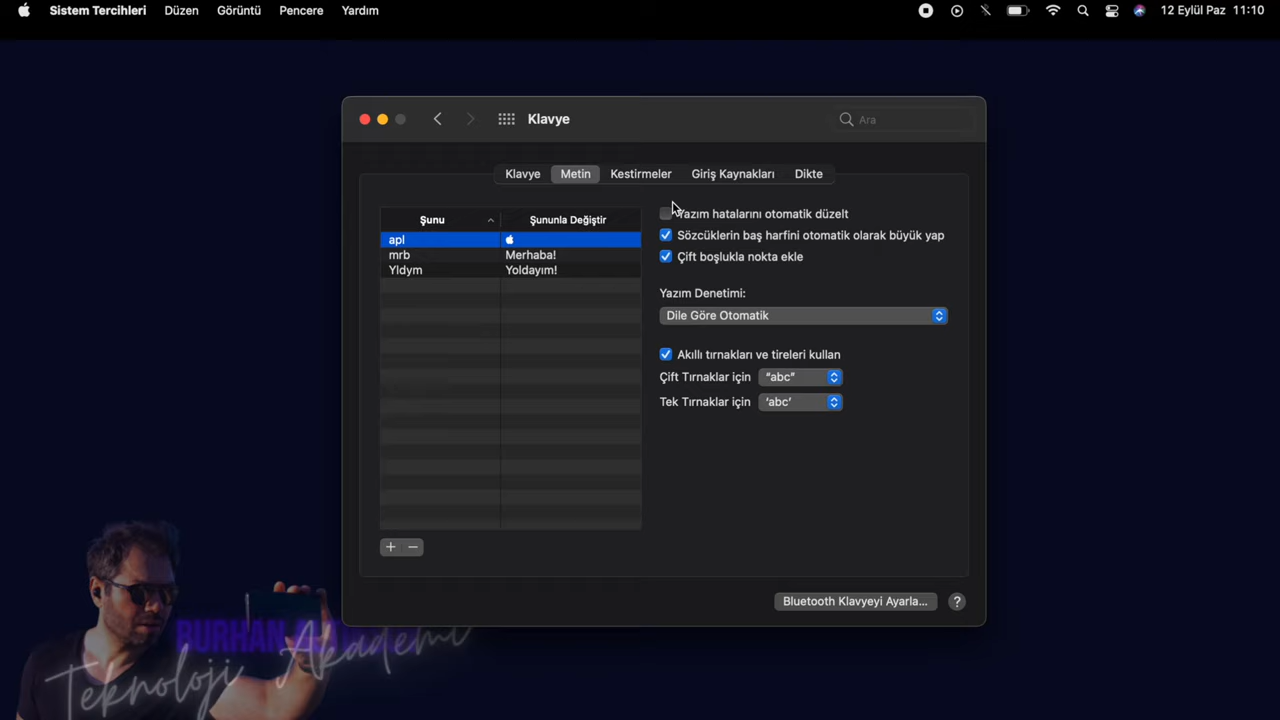 Sistem Tercihleri Düzen Görüntü Pencere Yardım 12 Eylül Paz 11:10
Klavye
Ara
Klavye Metin Kestirmeler Giriş Kaynakları Dikte
Şunu Şununla Değiştir
apl
mrb Merhaba!
Yldym Yoldayım!
Yazım hatalarını otomatik düzelt
Sözcüklerin baş harfini otomatik olarak büyük yap
Çift boşlukla nokta ekle
Yazım Denetimi:
Dile Göre Otomatik
Akıllı tırnakları ve tireleri kullan
Çift Tırnaklar için “abc”
Tek Tırnaklar için ‘abc’
+ −
Bluetooth Klavyeyi Ayarla... ?
BURHAN
Teknoloji Akademi